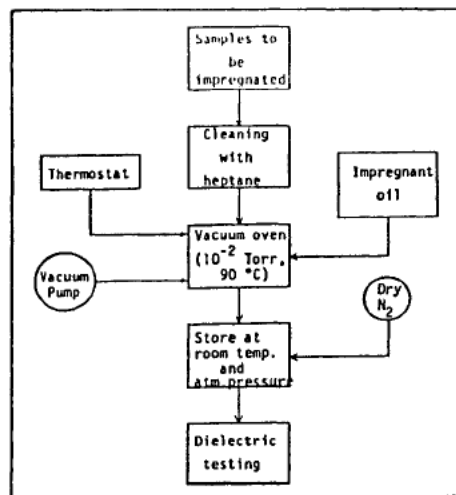 Samples to
be
impregnated
Cleaning
with
heptane
Thermostat
Impregnant
oil
Vacuum oven
(10⁻² Torr,
90 °C)
Vacuum
Pump
Dry
N₂
Store at
room temp.
and
atm pressure
Dielectric
testing